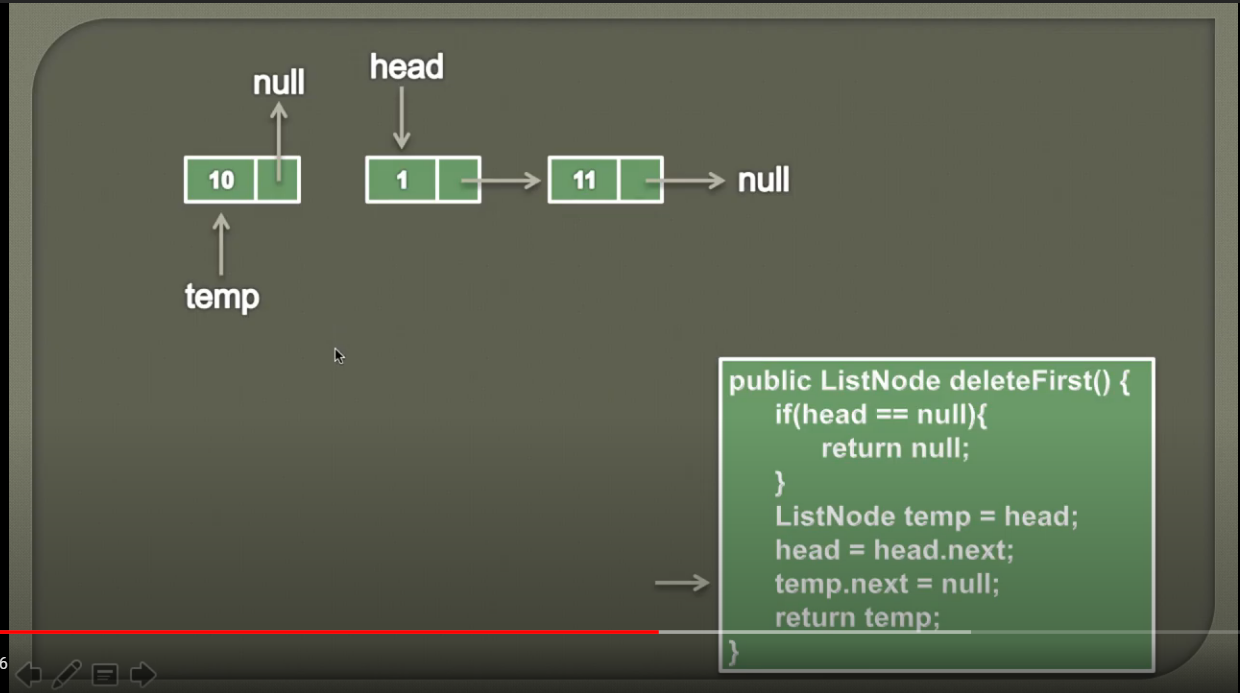 head
null
10
1
11
null
temp
public ListNode deleteFirst() {
if(head == null){
return null;
}
ListNode temp = head;
head = head.next;
temp.next = null;
return temp;
}
6